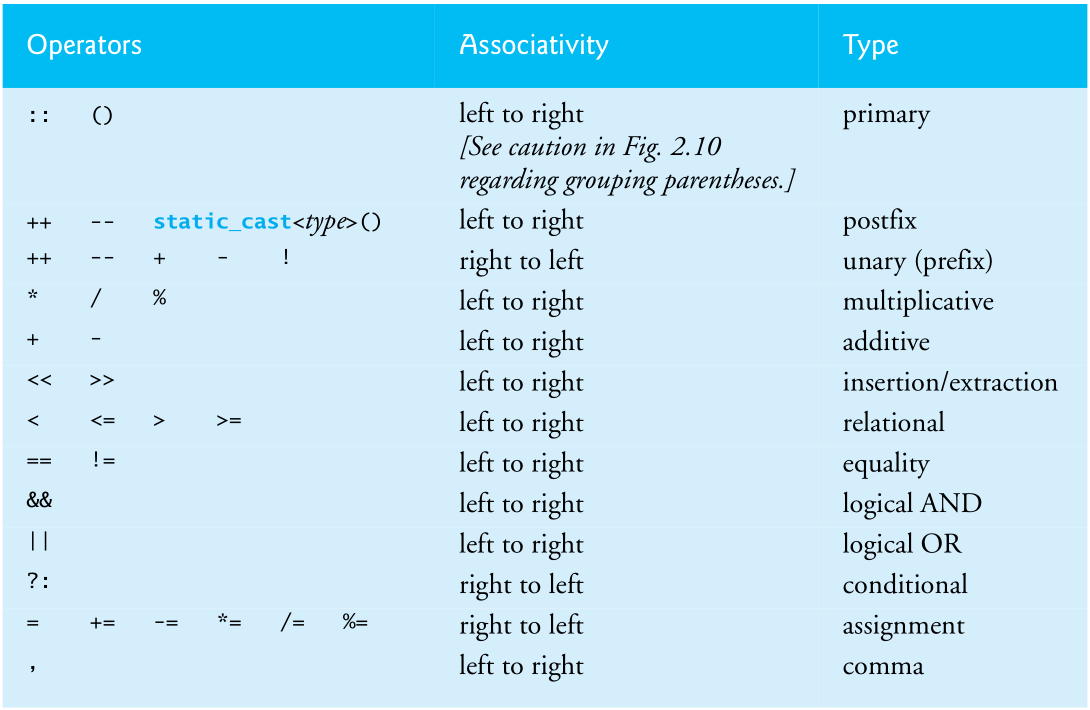 Operators Associativity Type
:: () left to right primary
[See caution in Fig. 2.10
regarding grouping parentheses.]
++ -- static_cast<type>() left to right postfix
++ -- + - ! right to left unary (prefix)
* / % left to right multiplicative
+ - left to right additive
<< >> left to right insertion/extraction
< <= > >= left to right relational
== != left to right equality
&& left to right logical AND
|| left to right logical OR
?: right to left conditional
= += -= *= /= %= right to left assignment
, left to right comma